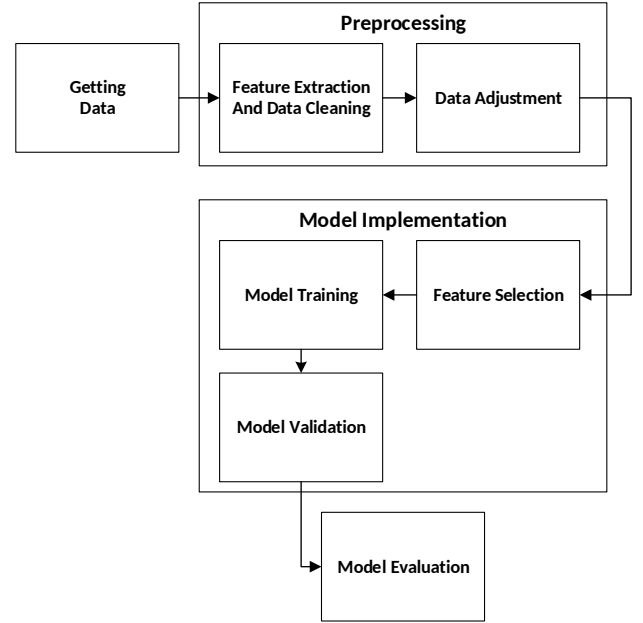 Preprocessing
Getting
Data
Feature Extraction
And Data Cleaning
Data Adjustment
Model Implementation
Model Training
Feature Selection
Model Validation
Model Evaluation